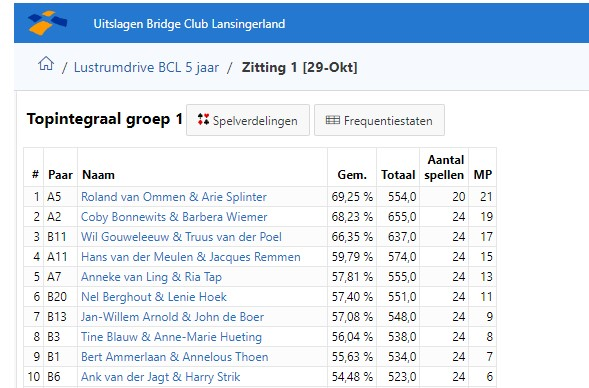 Uitslagen Bridge Club Lansingerland
/ Lustrumdrive BCL 5 jaar / Zitting 1 [29-Okt]
Topintegraal groep 1 Spelverdelingen Frequentiestaten
# Paar Naam Gem. Totaal Aantal spellen MP
1 A5 Roland van Ommen & Arie Splinter 69,25 % 554,0 20 21
2 A2 Coby Bonnewits & Barbera Wiemer 68,23 % 655,0 24 19
3 B11 Wil Gouweleeuw & Truus van der Poel 66,35 % 637,0 24 17
4 A11 Hans van der Meulen & Jacques Remmen 59,79 % 574,0 24 15
5 A7 Anneke van Ling & Ria Tap 57,81 % 555,0 24 13
6 B20 Nel Berghout & Lenie Hoek 57,40 % 551,0 24 11
7 B13 Jan-Willem Arnold & John de Boer 57,08 % 548,0 24 9
8 B3 Tine Blauw & Anne-Marie Hueting 56,04 % 538,0 24 8
9 B1 Bert Ammerlaan & Annelous Thoen 55,63 % 534,0 24 7
10 B6 Ank van der Jagt & Harry Strik 54,48 % 523,0 24 6